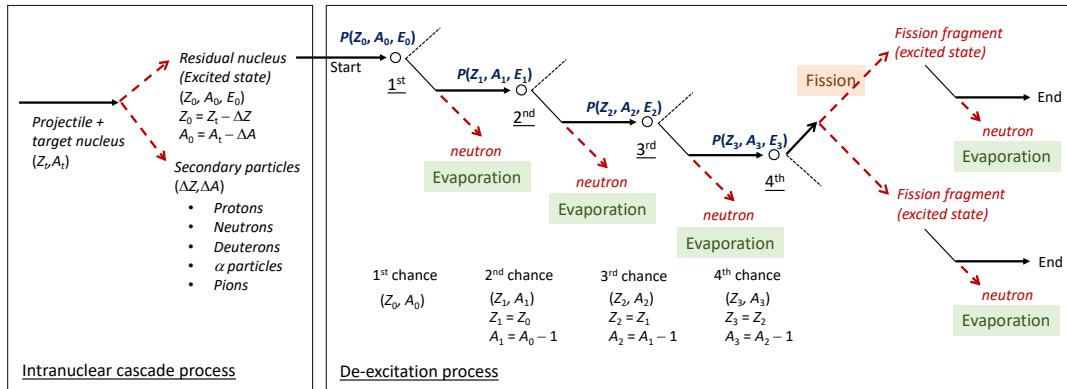 Projectile +
target nucleus
(Zt,At)
Residual nucleus
(Excited state)
(Z0, A0, E0)
Z0 = Zt – ΔZ
A0 = At – ΔA
Secondary particles
(ΔZ,ΔA)
• Protons
• Neutrons
• Deuterons
• α particles
• Pions
Intranuclear cascade process
Start
P(Z0, A0, E0)
1st
neutron
Evaporation
P(Z1, A1, E1)
2nd
neutron
Evaporation
P(Z2, A2, E2)
3rd
neutron
Evaporation
P(Z3, A3, E3)
4th
Fission
Fission fragment
(excited state)
End
neutron
Evaporation
Fission fragment
(excited state)
End
neutron
Evaporation
1st chance
(Z0, A0)
2nd chance
(Z1, A1)
Z1 = Z0
A1 = A0 – 1
3rd chance
(Z2, A2)
Z2 = Z1
A2 = A1 – 1
4th chance
(Z3, A3)
Z3 = Z2
A3 = A2 – 1
De-excitation process